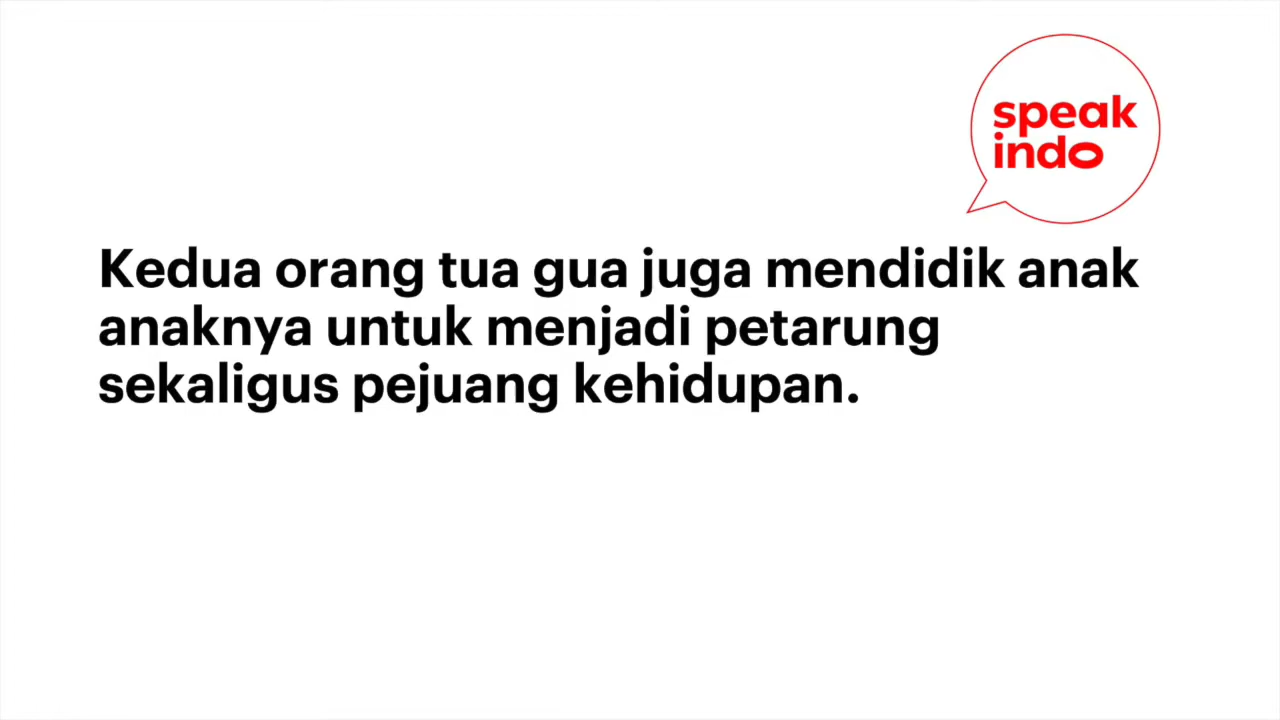 speak
indo
Kedua orang tua gua juga mendidik anak
anaknya untuk menjadi petarung
sekaligus pejuang kehidupan.